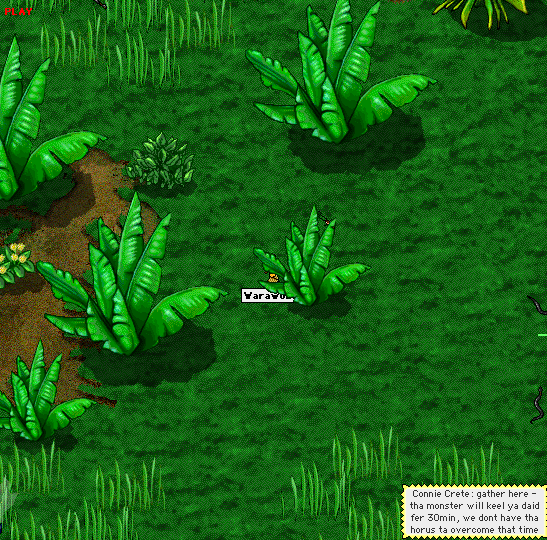 PLAY
Connie Crete: gather here -
tha monster will keel ya daid
fer 30min, we dont have tha
horus ta overcome that time